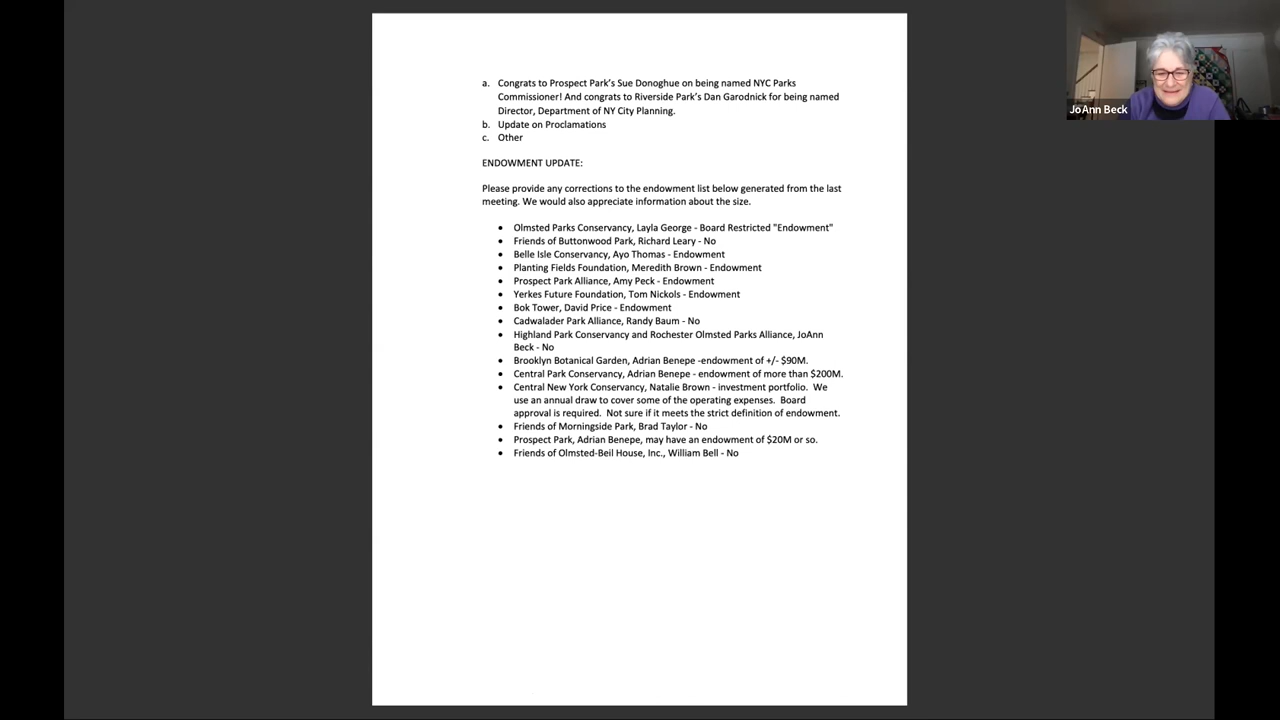 a. Congrats to Prospect Park's Sue Donoghue on being named NYC Parks
Commissioner! And congrats to Riverside Park's Dan Garodnick for being named
Director, Department of NY City Planning.
b. Update on Proclamations
c. Other
ENDOWMENT UPDATE:
Please provide any corrections to the endowment list below generated from the last
meeting. We would also appreciate information about the size.
• Olmsted Parks Conservancy, Layla George - Board Restricted "Endowment"
• Friends of Buttonwood Park, Richard Leary - No
• Belle Isle Conservancy, Ayo Thomas - Endowment
• Planting Fields Foundation, Meredith Brown - Endowment
• Prospect Park Alliance, Amy Peck - Endowment
• Yerkes Future Foundation, Tom Nickols - Endowment
• Bok Tower, David Price - Endowment
• Cadwalader Park Alliance, Randy Baum - No
• Highland Park Conservancy and Rochester Olmsted Parks Alliance, JoAnn
Beck - No
• Brooklyn Botanical Garden, Adrian Benepe -endowment of +/- $90M.
• Central Park Conservancy, Adrian Benepe - endowment of more than $200M.
• Central New York Conservancy, Natalie Brown - investment portfolio. We
use an annual draw to cover some of the operating expenses. Board
approval is required. Not sure if it meets the strict definition of endowment.
• Friends of Morningside Park, Brad Taylor - No
• Prospect Park, Adrian Benepe, may have an endowment of $20M or so.
• Friends of Olmsted-Beil House, Inc., William Bell - No
JoAnn Beck